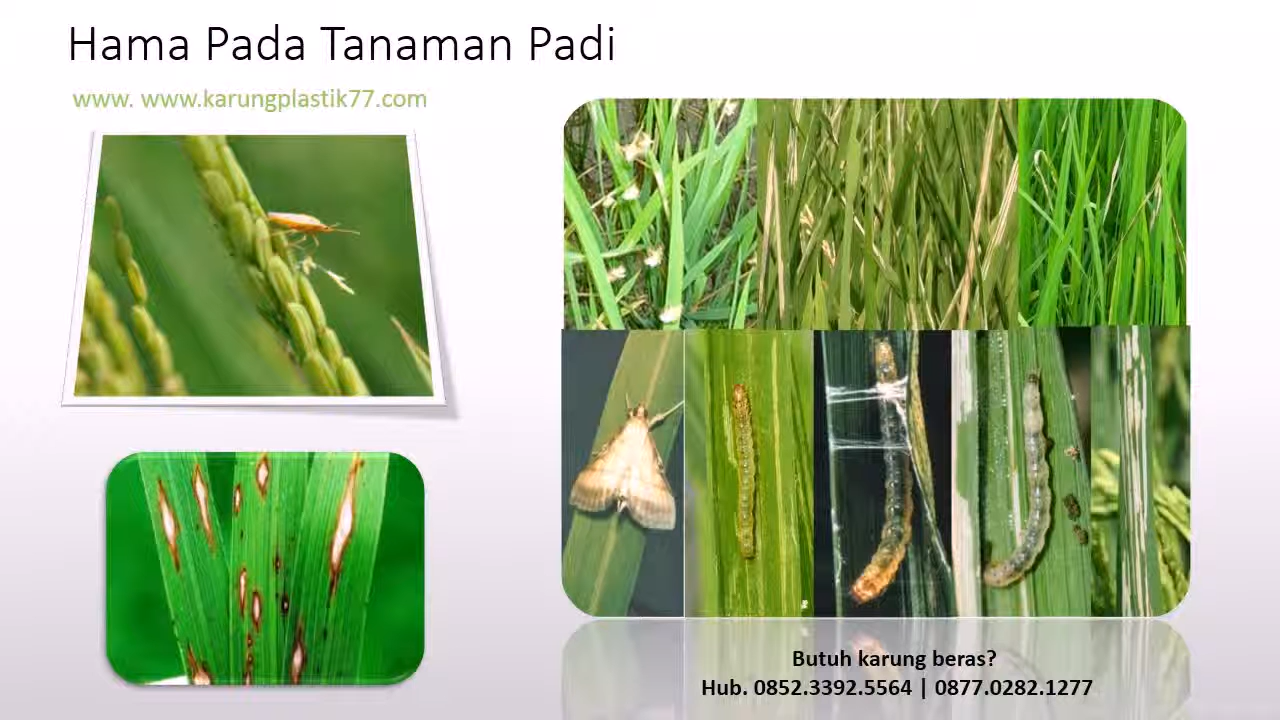 Hama Pada Tanaman Padi
www. www.karungplastik77.com
Butuh karung beras?
Hub. 0852.3392.5564 | 0877.0282.1277